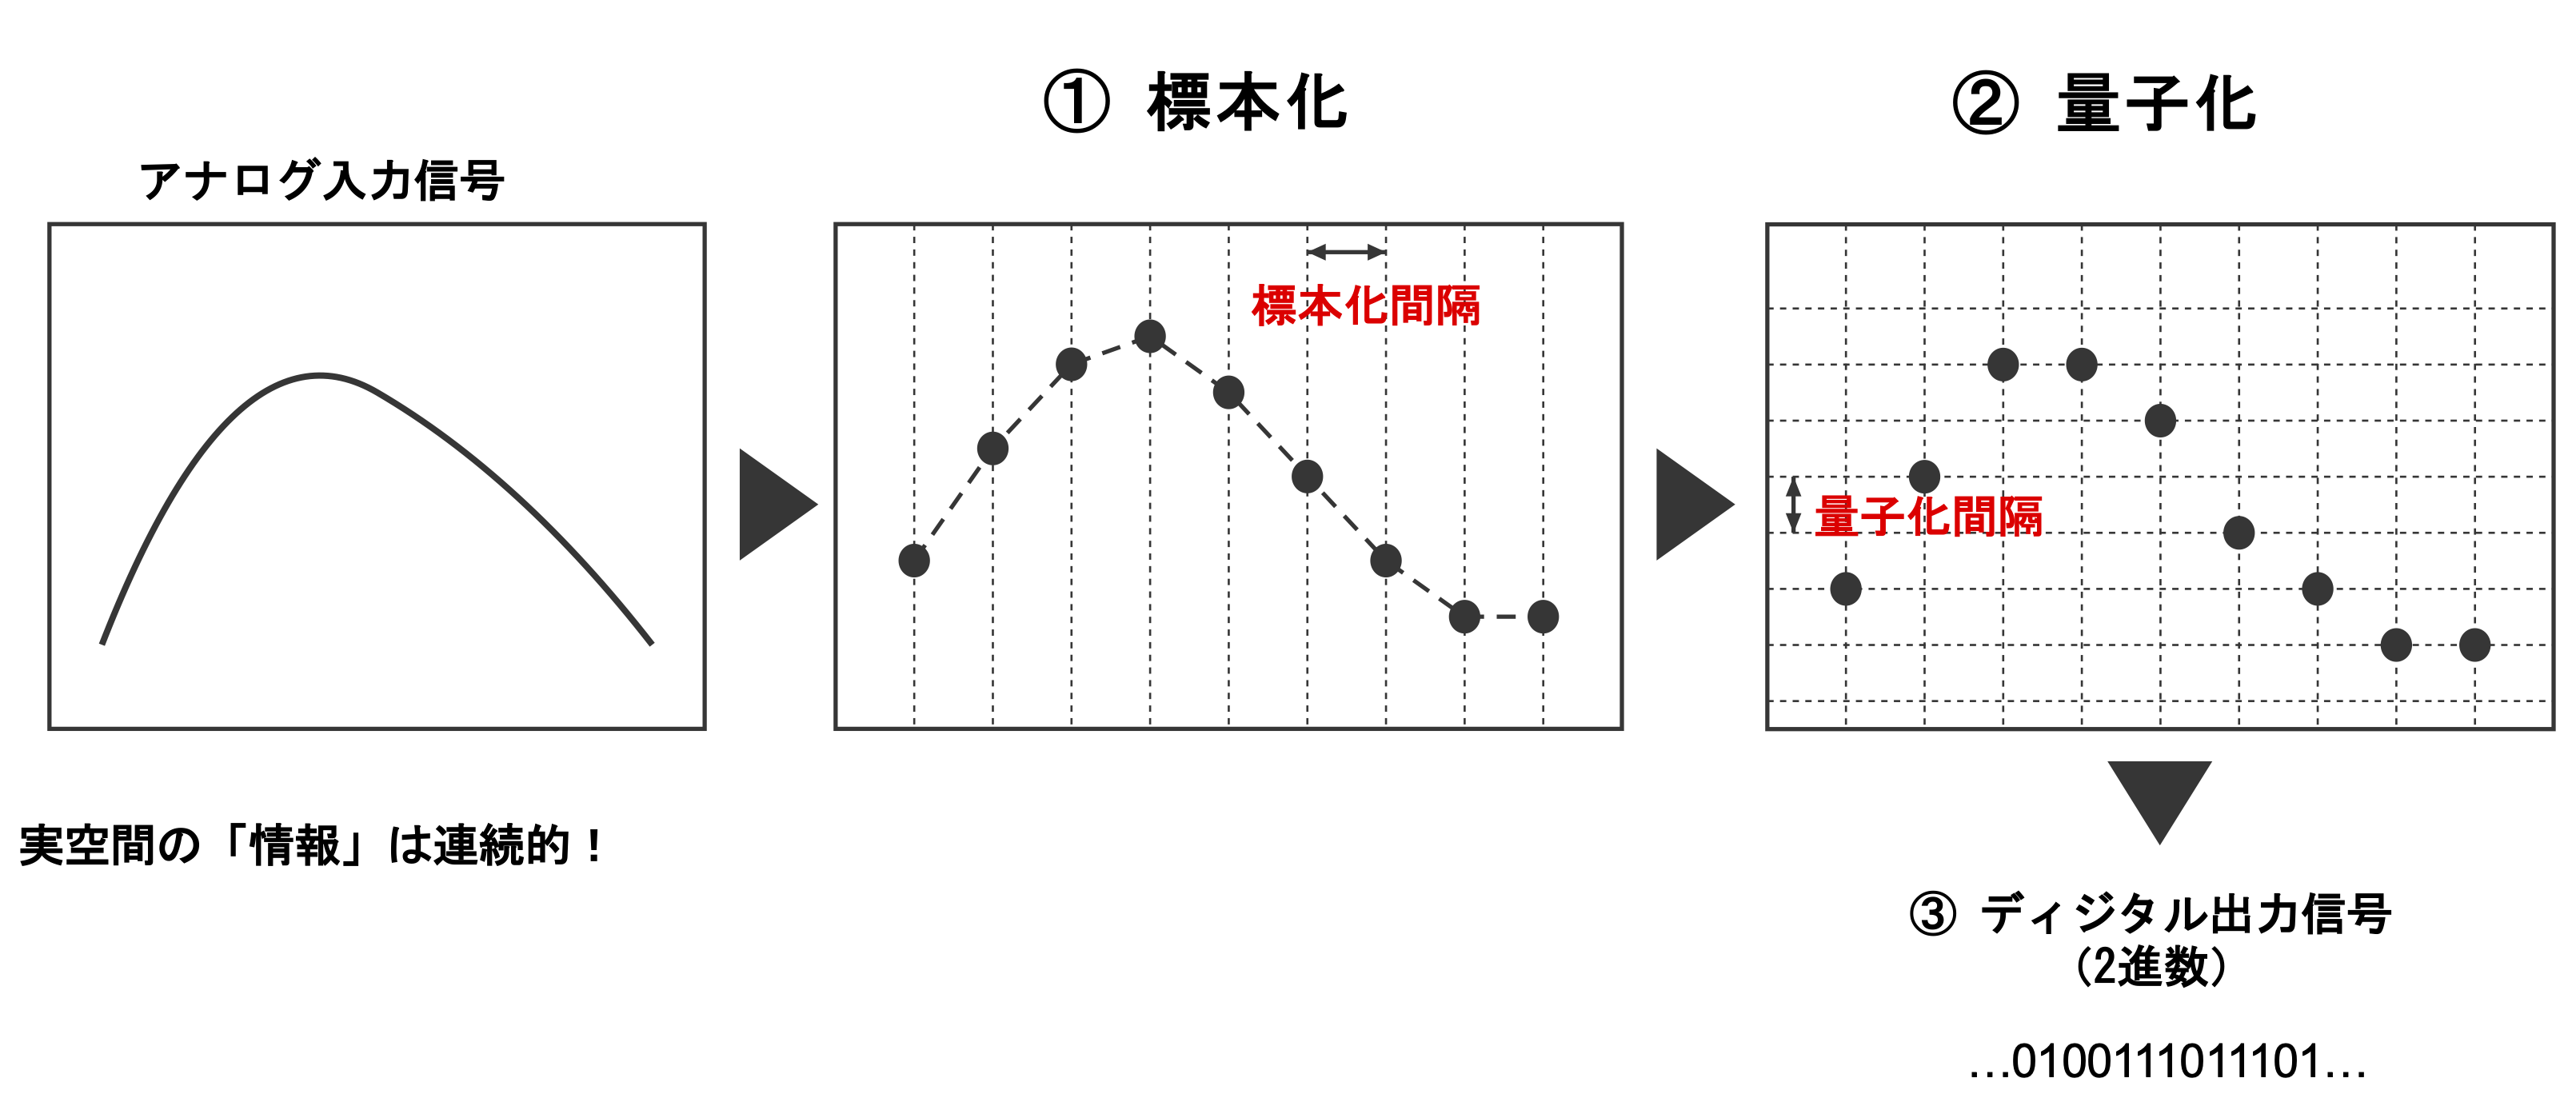 アナログ入力信号
実空間の「情報」は連続的！
① 標本化
標本化間隔
② 量子化
量子化間隔
③ ディジタル出力信号
（2進数）
…0100111011101…